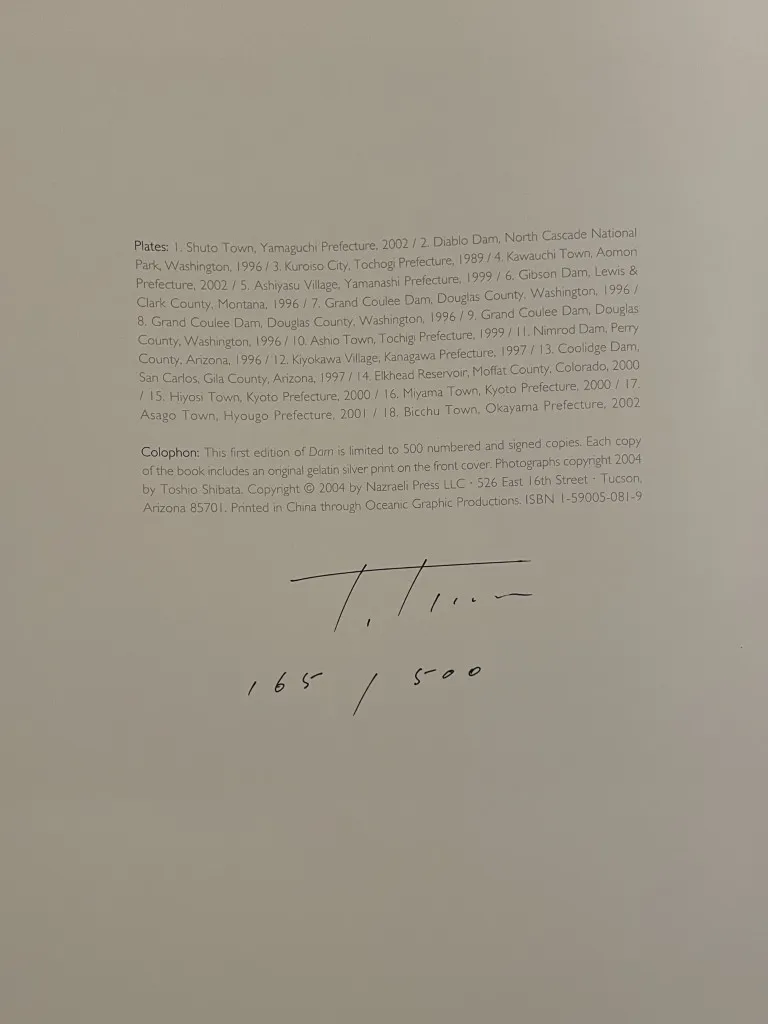 Plates: 1. Shuto Town, Yamaguchi Prefecture, 2002 / 2. Diablo Dam, North Cascade National
Park, Washington, 1996 / 3. Kuroiso City, Tochogi Prefecture, 1989 / 4. Kawauchi Town, Aomon
Prefecture, 2002 / 5. Ashiyasu Village, Yamanashi Prefecture, 1999 / 6. Gibson Dam, Lewis &
Clark County, Montana, 1996 / 7. Grand Coulee Dam, Douglas County, Washington, 1996 /
8. Grand Coulee Dam, Douglas County, Washington, 1996 / 9. Grand Coulee Dam, Douglas
County, Washington, 1996 / 10. Ashio Town, Tochigi Prefecture, 1999 / 11. Nimrod Dam, Perry
County, Arizona, 1996 / 12. Kiyokawa Village, Kanagawa Prefecture, 1997 / 13. Coolidge Dam,
San Carlos, Gila County, Arizona, 1997 / 14. Elkhead Reservoir, Moffat County, Colorado, 2000
/ 15. Hiyosi Town, Kyoto Prefecture, 2000 / 16. Miyama Town, Kyoto Prefecture, 2000 / 17.
Asago Town, Hyougo Prefecture, 2001 / 18. Bicchu Town, Okayama Prefecture, 2002
Colophon: This first edition of Dam is limited to 500 numbered and signed copies. Each copy
of the book includes an original gelatin silver print on the front cover. Photographs copyright 2004
by Toshio Shibata. Copyright © 2004 by Nazraeli Press LLC · 526 East 16th Street · Tucson,
Arizona 85701. Printed in China through Oceanic Graphic Productions. ISBN 1-59005-081-9
165 / 500